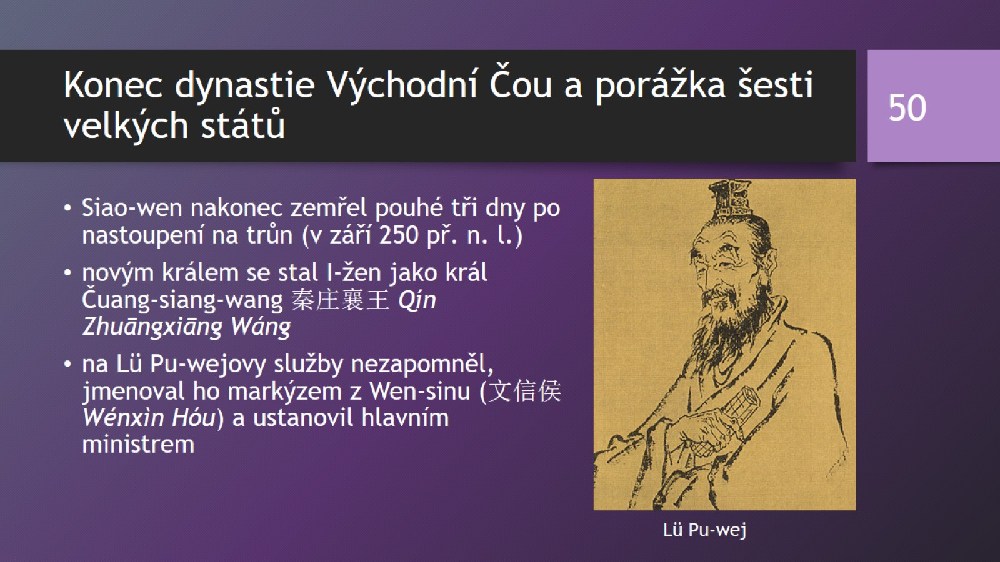 Konec dynastie Východní Čou a porážka šesti
velkých států
50
• Siao-wen nakonec zemřel pouhé tři dny po
nastoupení na trůn (v září 250 př. n. l.)
• novým králem se stal I-žen jako král
Čuang-siang-wang 秦庄襄王 Qín
Zhuāngxiāng Wáng
• na Lü Pu-wejovy služby nezapomněl,
jmenoval ho markýzem z Wen-sinu (文信侯
Wénxìn Hóu) a ustanovil hlavním
ministrem
Lü Pu-wej